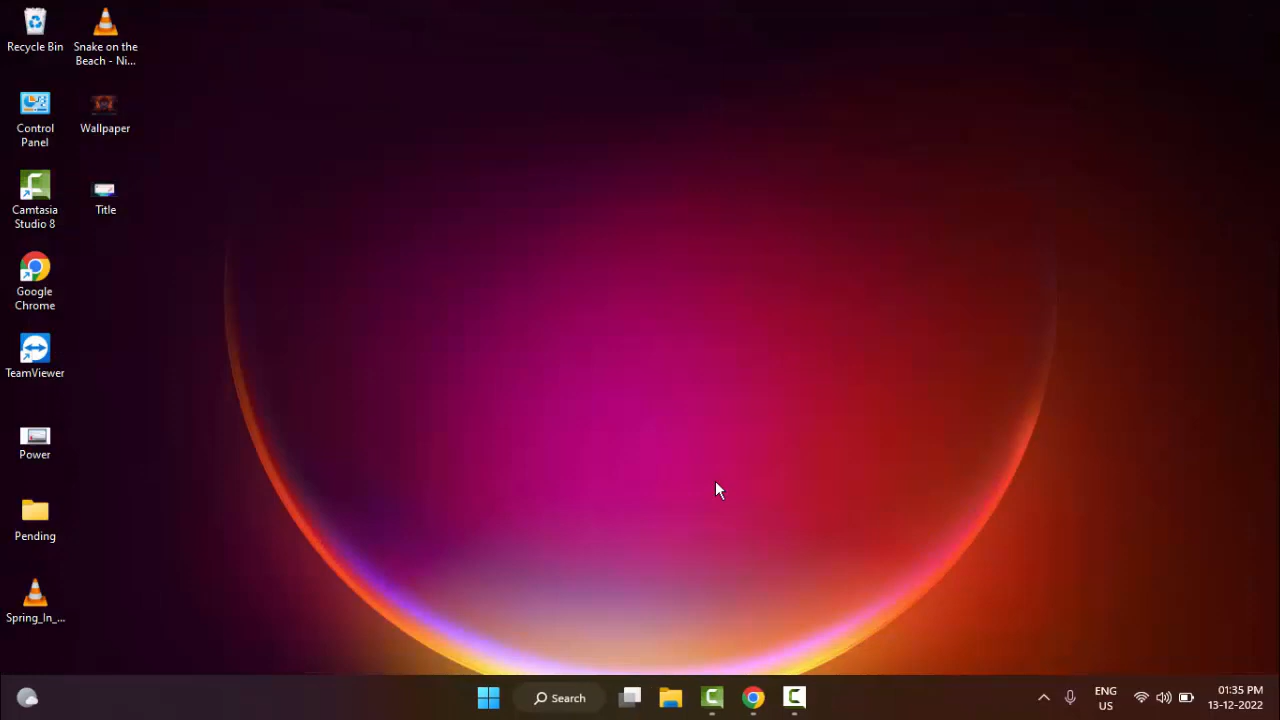 Recycle Bin
Snake on the
Beach - Ni...
Control
Panel
Wallpaper
Camtasia
Studio 8
Title
Google
Chrome
TeamViewer
Power
Pending
Spring_In_...
Search
ENG
US
01:35 PM
13-12-2022